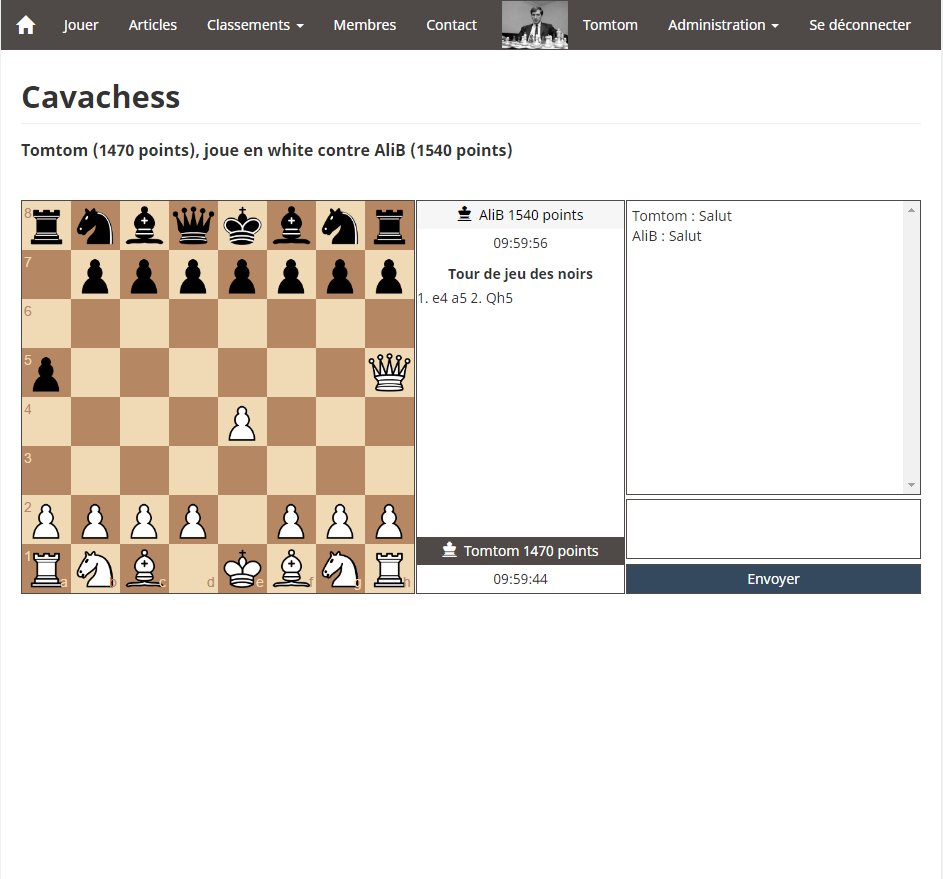 Jouer Articles Classements Membres Contact Tomtom Administration Se déconnecter
Cavachess
Tomtom (1470 points), joue en white contre AliB (1540 points)
8
7
6
5
4
3
2
1
a b c d e f g h
AliB 1540 points
09:59:56
Tour de jeu des noirs
1. e4 a5 2. Qh5
Tomtom 1470 points
09:59:44
Tomtom : Salut
AliB : Salut
Envoyer